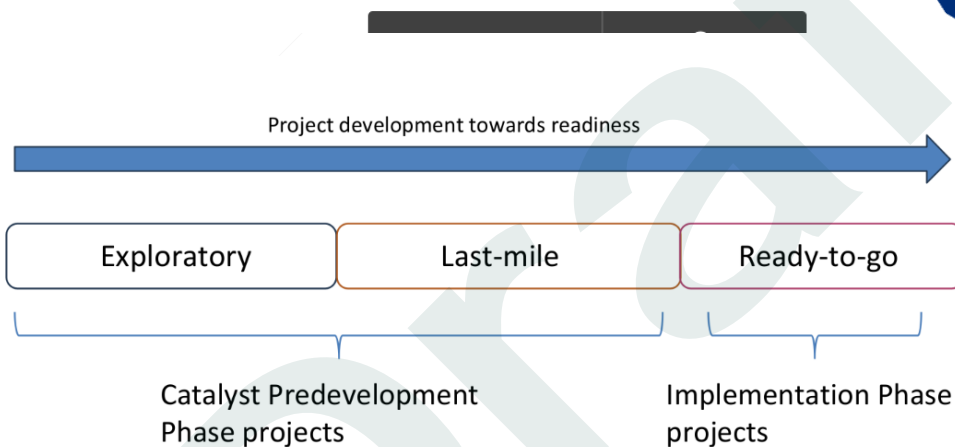 Project development towards readiness
Exploratory
Last-mile
Ready-to-go
Catalyst Predevelopment
Phase projects
Implementation Phase
projects